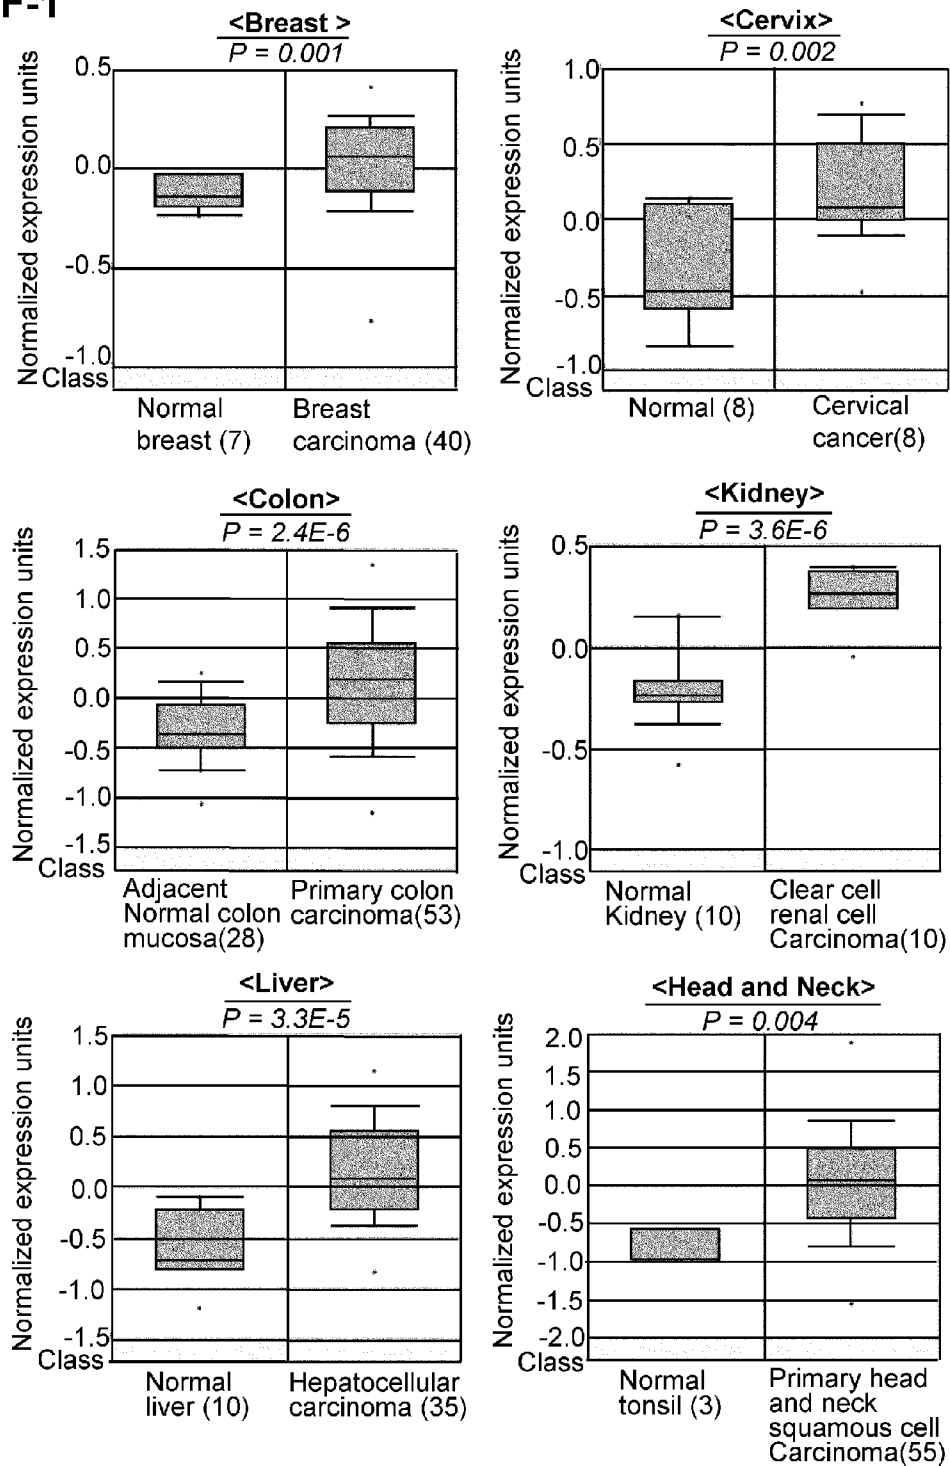 F-1
<Breast >
P = 0.001
Normalized expression units
0.5
0.0
-0.5
-1.0
Class
Normal
breast (7)
Breast
carcinoma (40)
<Cervix>
P = 0.002
Normalized expression units
1.0
0.5
0.0
-0.5
-1.0
Class
Normal (8)
Cervical
cancer(8)
<Colon>
P = 2.4E-6
Normalized expression units
1.5
1.0
0.5
0.0
-0.5
-1.0
-1.5
Class
Adjacent
Normal colon
mucosa(28)
Primary colon
carcinoma(53)
<Kidney>
P = 3.6E-6
Normalized expression units
0.5
0.0
-0.5
-1.0
Class
Normal
Kidney (10)
Clear cell
renal cell
Carcinoma(10)
<Liver>
P = 3.3E-5
Normalized expression units
1.5
1.0
0.5
0.0
-0.5
-1.0
-1.5
Class
Normal
liver (10)
Hepatocellular
carcinoma (35)
<Head and Neck>
P = 0.004
Normalized expression units
2.0
1.5
1.0
0.5
0.0
-0.5
-1.0
-1.5
-2.0
Class
Normal
tonsil (3)
Primary head
and neck
squamous cell
Carcinoma(55)